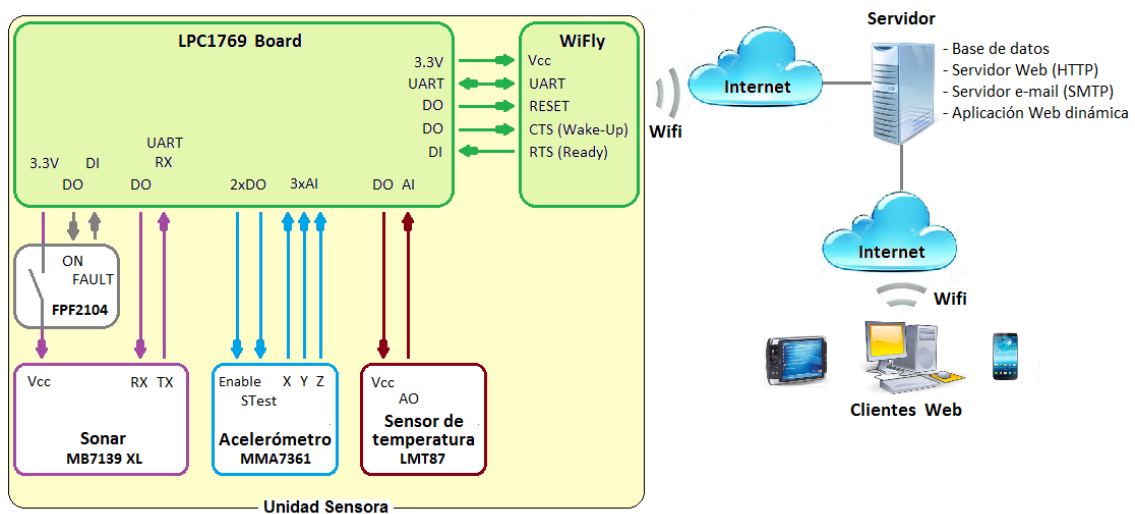 LPC1769 Board
3.3V
UART
DO
DO
DI
UART
RX
3.3V DI
DO DO
2xDO 3xAI
DO AI
WiFly
Vcc
UART
RESET
CTS (Wake-Up)
RTS (Ready)
Wifi
Internet
Servidor
- Base de datos
- Servidor Web (HTTP)
- Servidor e-mail (SMTP)
- Aplicación Web dinámica
Internet
Wifi
Clientes Web
ON
FAULT
FPF2104
Vcc RX TX
Sonar
MB7139 XL
Enable X Y Z
STest
Acelerómetro
MMA7361
Vcc
AO
Sensor de
temperatura
LMT87
Unidad Sensora